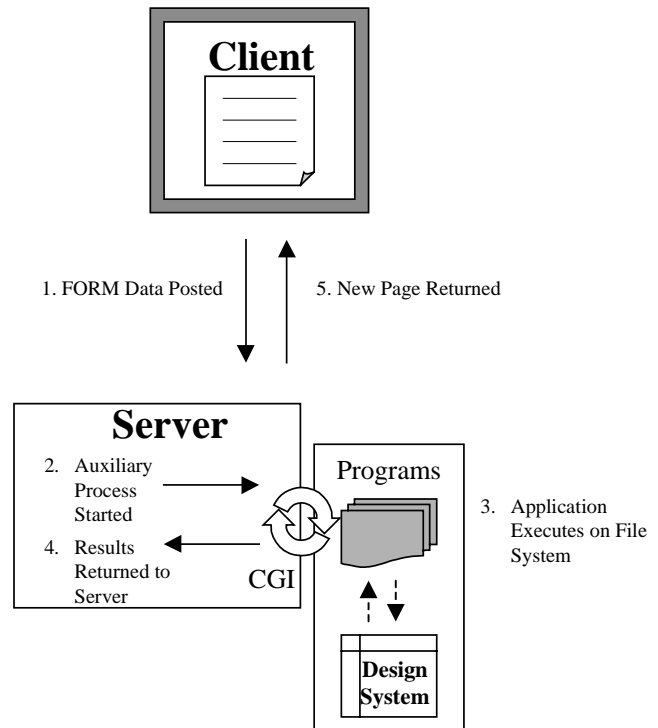 Client
1. FORM Data Posted
5. New Page Returned
Server
2. Auxiliary
Process
Started
4. Results
Returned to
Server
CGI
Programs
3. Application
Executes on File
System
Design
System